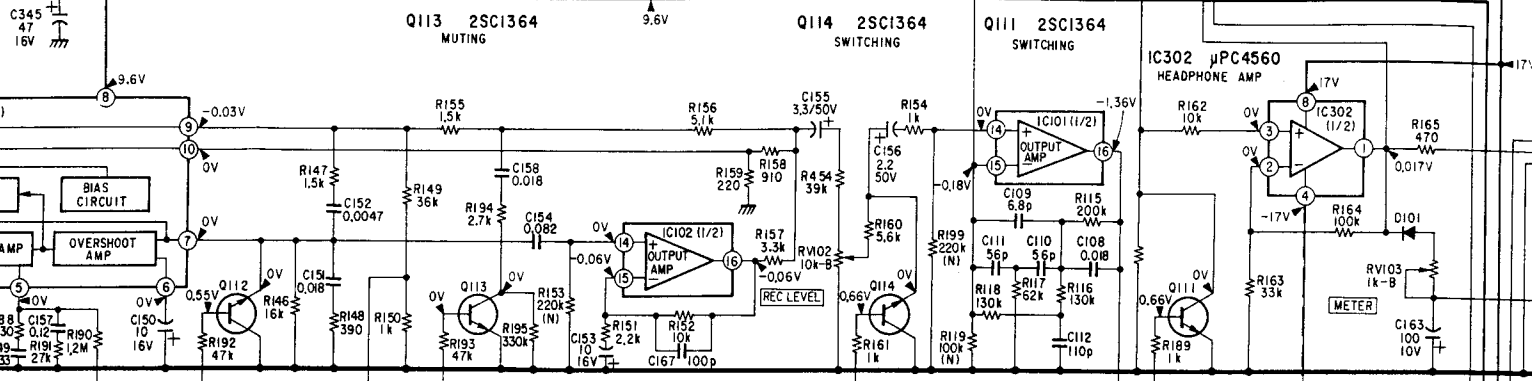 C345
47
16V
Q113 2SC1364
MUTING
9.6V
Q114 2SC1364
SWITCHING
Q111 2SC1364
SWITCHING
IC302 µPC4560
HEADPHONE AMP
17V
9.6V
8
-0.03V
9
10
0V
BIAS
CIRCUIT
AMP
OVERSHOOT
AMP
7
0V
5
0V
6
0V
R190
1.2M
C157
0.12
R191
27k
C150
10
16V
0.55V
Q112
0V
R192
47k
R146
16k
R147
1.5k
C152
0.0047
C151
0.018
R148
390
R149
36k
R150
1k
R155
1.5k
C158
0.018
R194
2.7k
0V
Q113
0V
R193
47k
R195
330k
C154
0.082
R153
220k
(N)
0V
-0.06V
14
15
IC102 (1/2)
OUTPUT
AMP
16
R151
2.2k
C153
10
16V
R152
10k
C167
100p
R156
5.1k
R159
220
R158
910
R157
3.3k
-0.06V
REC LEVEL
C155
3.3/50V
R454
39k
RV102
10k-B
R154
1k
C156
2.2
50V
R160
5.6k
0.66V
Q114
0V
R161
1k
R199
220k
(N)
0V
14
15
-0.18V
IC101 (1/2)
OUTPUT
AMP
16
-1.36V
C109
6.8p
R115
200k
C111
56p
C110
56p
C108
0.018
R118
130k
R117
62k
R116
130k
R119
100k
(N)
C112
110p
0.66V
Q111
0V
R189
1k
R162
10k
0V
3
0V
2
17V
8
IC302
(1/2)
1
4
-17V
0.017V
R165
470
R164
100k
D101
R163
33k
RV103
1k-B
METER
C163
100
10V